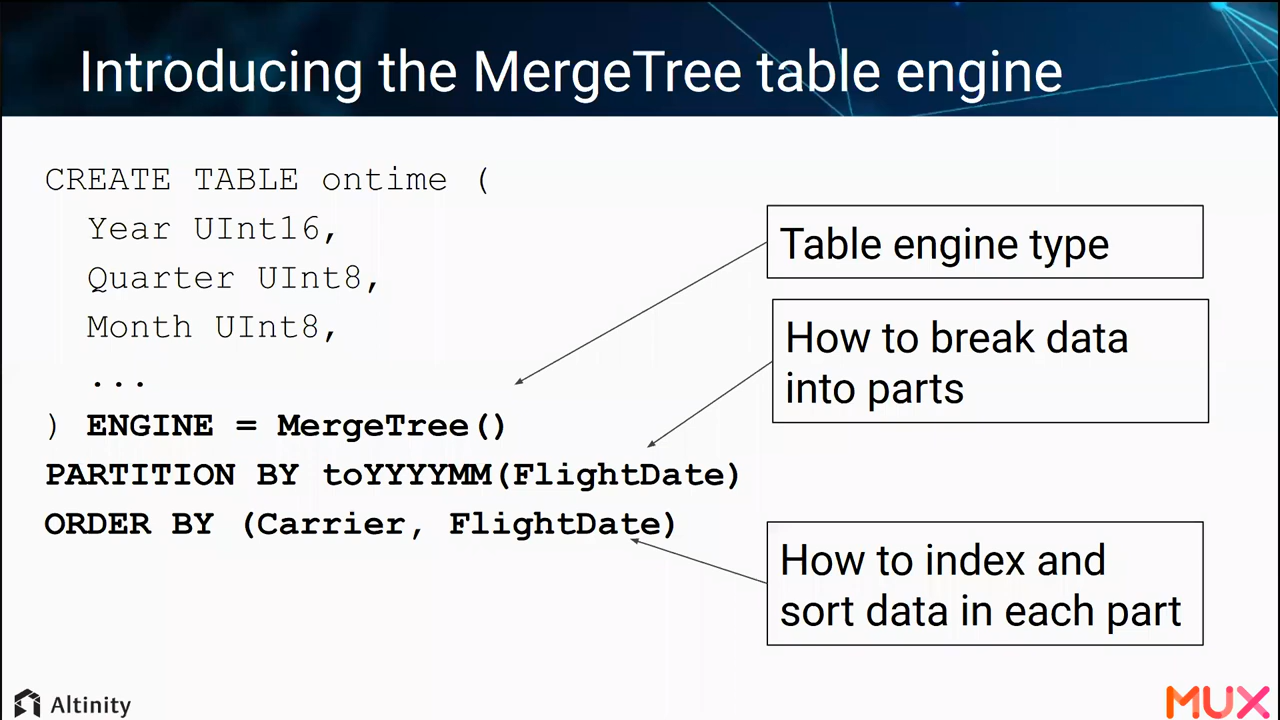 Introducing the MergeTree table engine
CREATE TABLE ontime (
Year UInt16,
Quarter UInt8,
Month UInt8,
...
) ENGINE = MergeTree()
PARTITION BY toYYYYMM(FlightDate)
ORDER BY (Carrier, FlightDate)
Table engine type
How to break data
into parts
How to index and
sort data in each part
Altinity
MUX